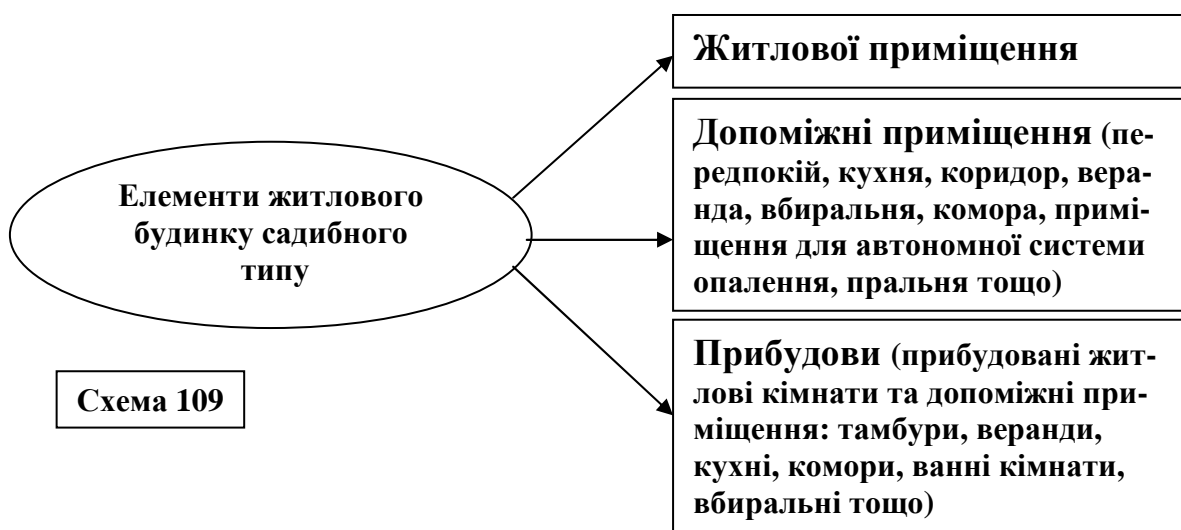 Елементи житлового
будинку садибного
типу
Схема 109
Житлової приміщення
Допоміжні приміщення (пе-
редпокій, кухня, коридор, вера-
нда, вбиральня, комора, примі-
щення для автономної системи
опалення, пральня тощо)
Прибудови (прибудовані жит-
лові кімнати та допоміжні при-
міщення: тамбури, веранди,
кухні, комори, ванні кімнати,
вбиральні тощо)